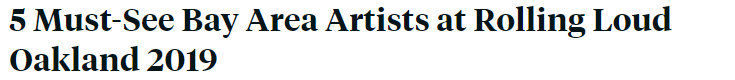 5 Must-See Bay Area Artists at Rolling Loud
Oakland 2019